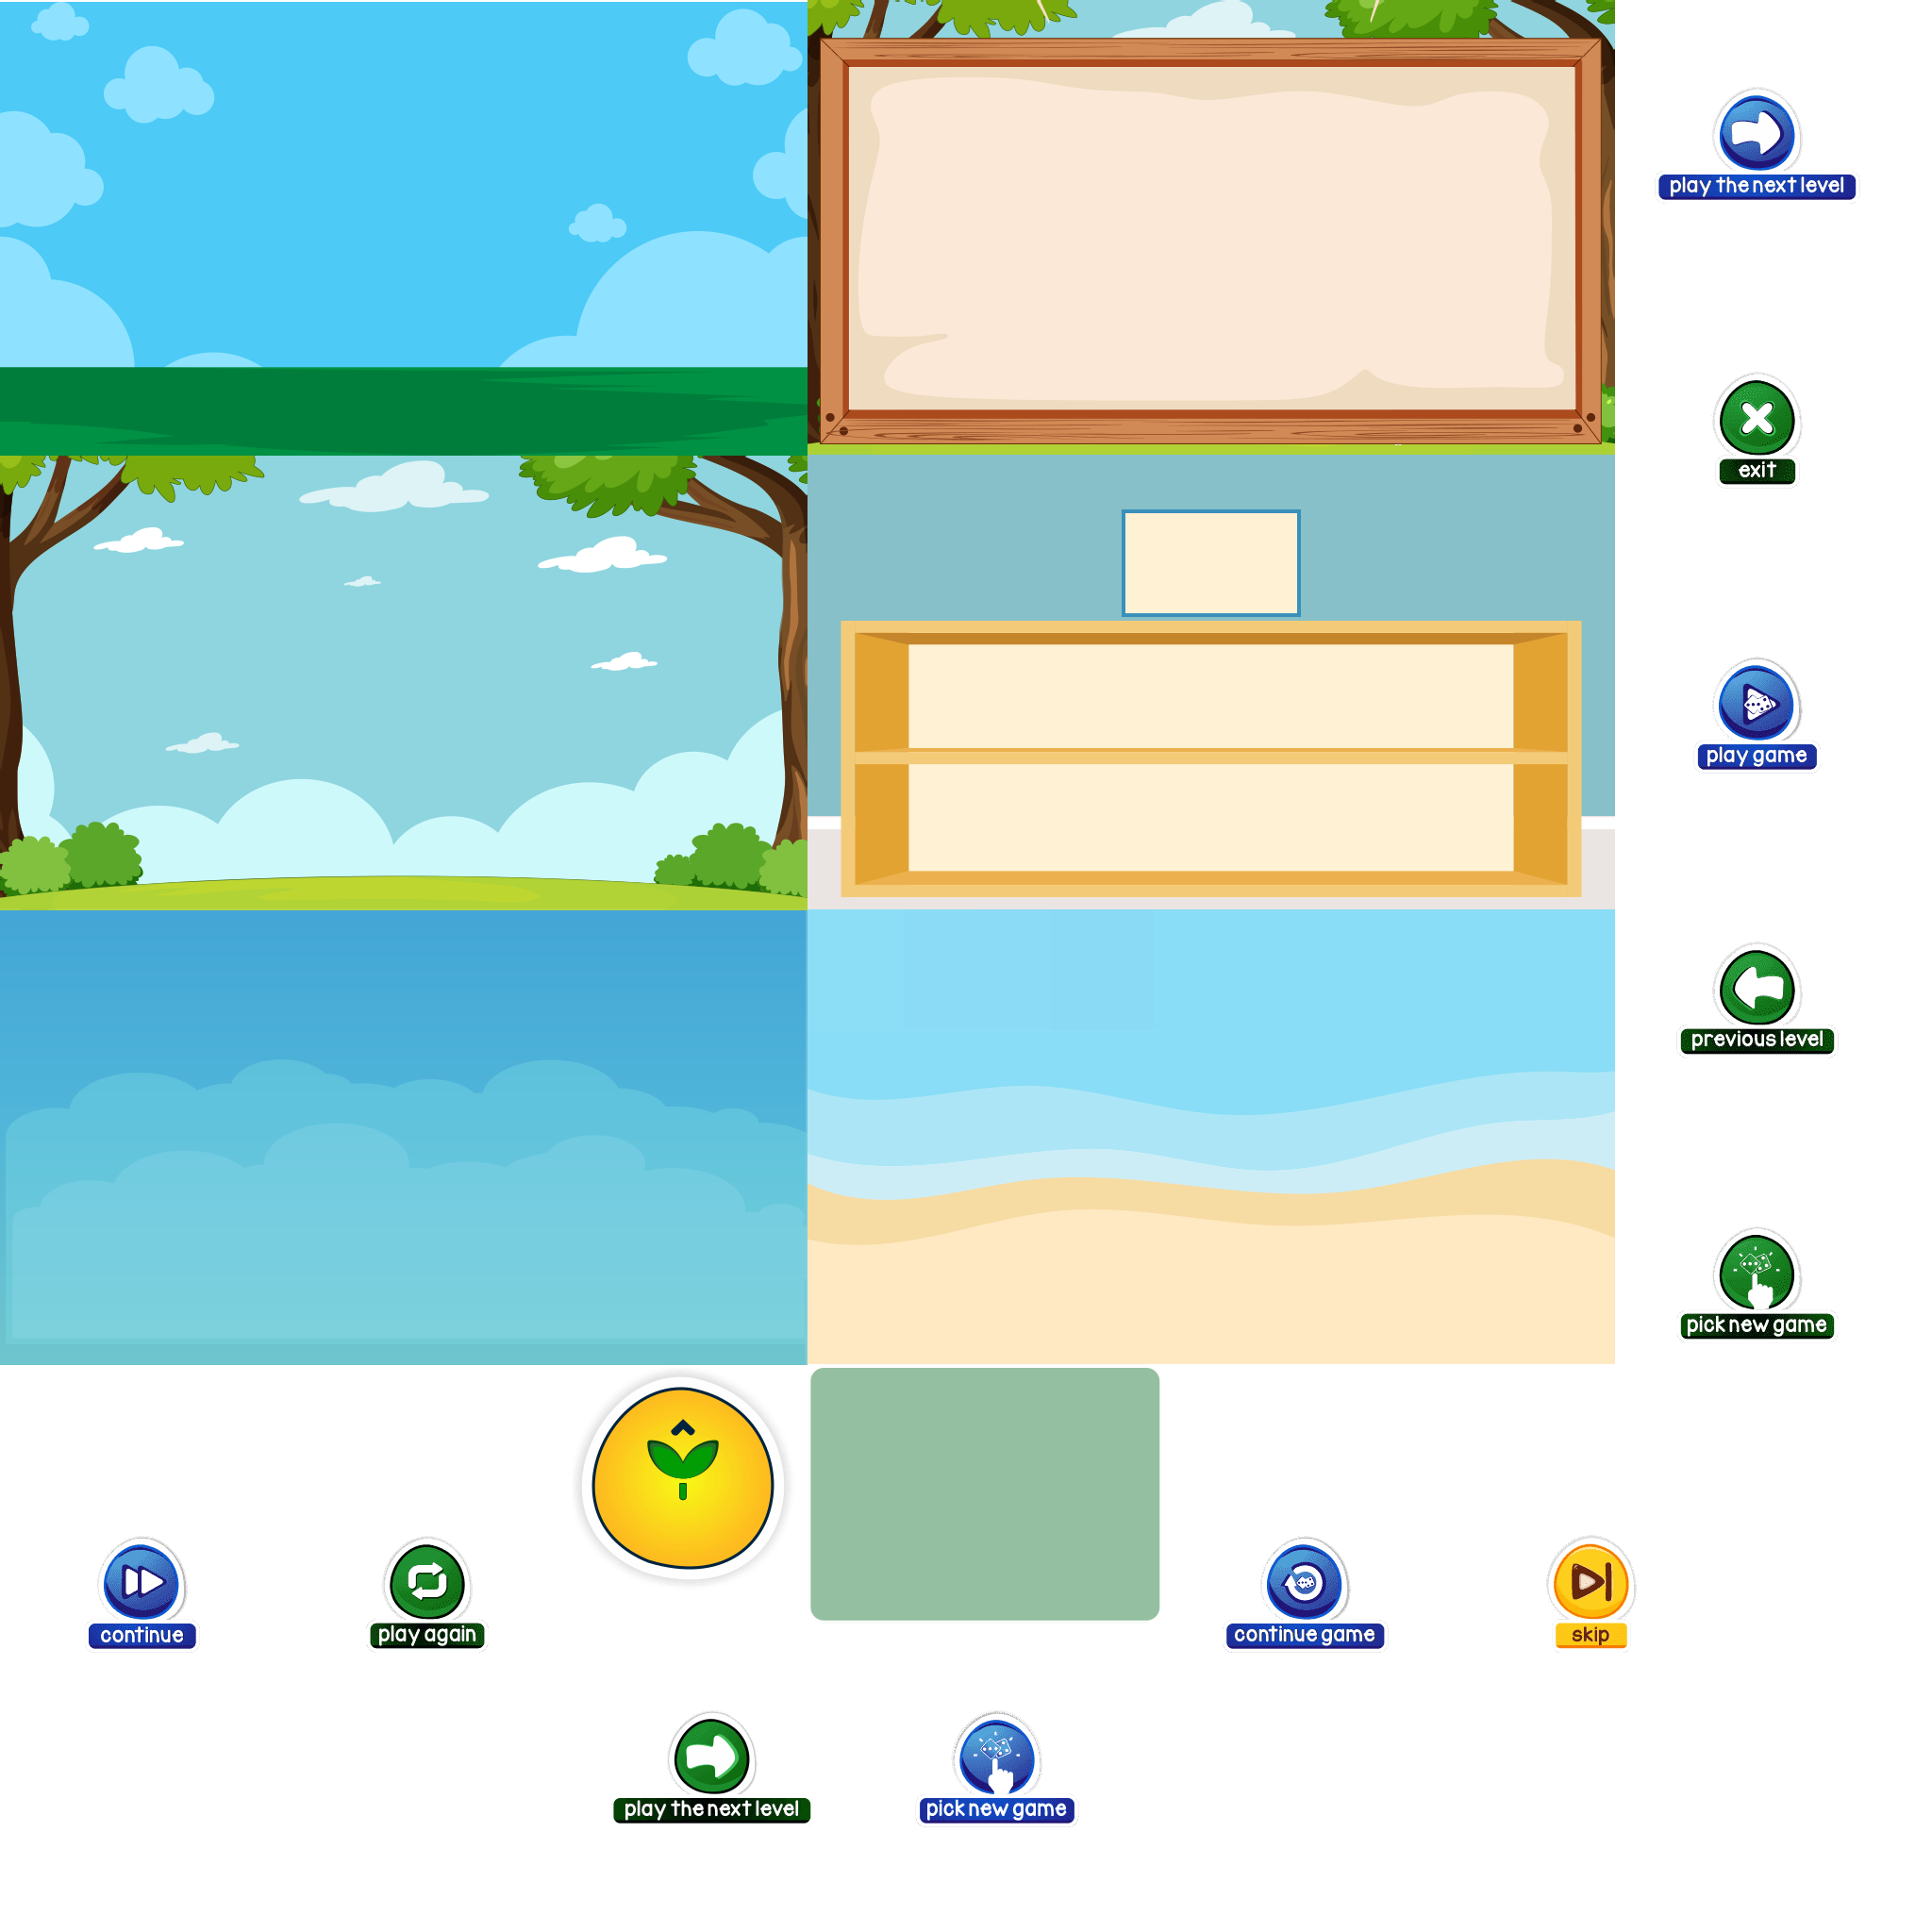 play the next level
exit
play game
previous level
pick new game
continue
play again
continue game
skip
play the next level
pick new game